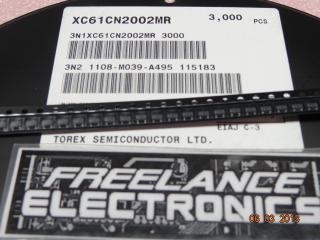 XC61CN2002MR 3,000 PCS
3N1XC61CN2002MR 3000
3N2 1108-M039-A495 115183
EIAJ C-3
TOREX SEMICONDUCTOR LTD.
FREELANCE
ELECTRONICS